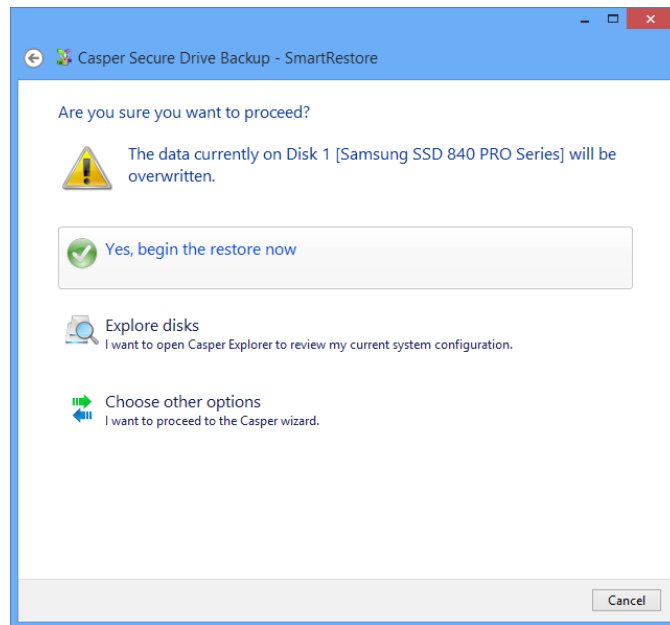 Casper Secure Drive Backup - SmartRestore
Are you sure you want to proceed?
The data currently on Disk 1 [Samsung SSD 840 PRO Series] will be
overwritten.
Yes, begin the restore now
Explore disks
I want to open Casper Explorer to review my current system configuration.
Choose other options
I want to proceed to the Casper wizard.
Cancel